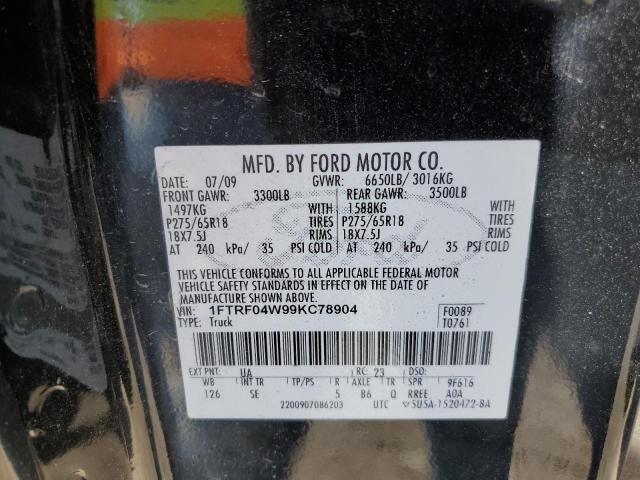 MFD. BY FORD MOTOR CO.
DATE: 07/09 GVWR: 6650LB/ 3016KG
FRONT GAWR: 3300LB REAR GAWR: 3500LB
1497KG WITH 1588KG WITH
P275/65R18 TIRES P275/65R18 TIRES
18X7.5J RIMS 18X7.5J RIMS
AT 240 kPa/ 35 PSI COLD AT 240 kPa/ 35 PSI COLD
THIS VEHICLE CONFORMS TO ALL APPLICABLE FEDERAL MOTOR
VEHICLE SAFETY STANDARDS IN EFFECT ON THE DATE OF
MANUFACTURE SHOWN ABOVE.
VIN: 1FTRF04W99KC78904 F0089
TYPE: Truck T0761
EXT PNT: UA RC: 23 DSO:
WB INT TR TP/PS R AXLE TR SPR 9F616
126 SE 5 B6 Q RREE A0A
2200907086203 UTC 5U5A-1520472-BA